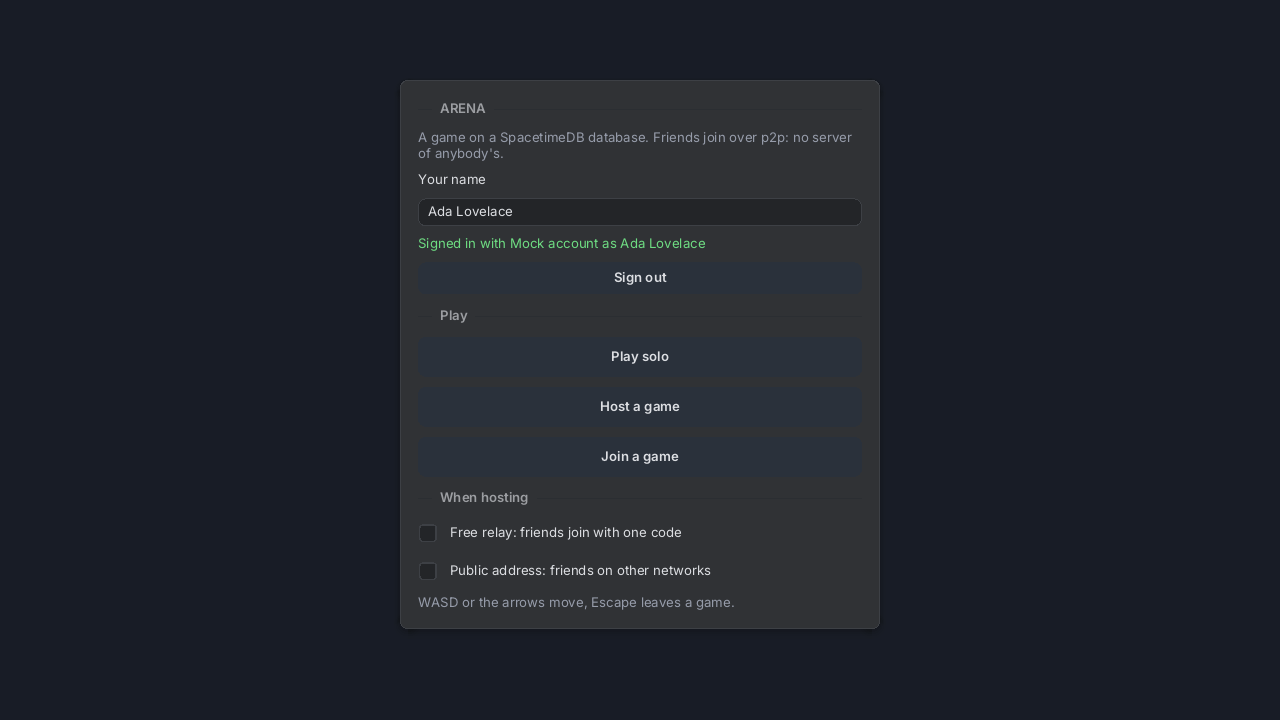 ARENA
A game on a SpacetimeDB database. Friends join over p2p: no server
of anybody's.
Your name
Ada Lovelace
Signed in with Mock account as Ada Lovelace
Sign out
Play
Play solo
Host a game
Join a game
When hosting
Free relay: friends join with one code
Public address: friends on other networks
WASD or the arrows move, Escape leaves a game.